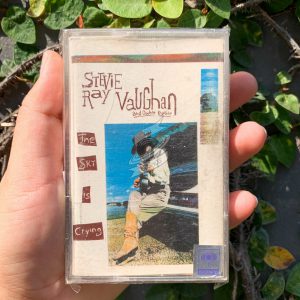 Stevie
Ray Vaughan
and Double Trouble
The
Sky
is
Crying